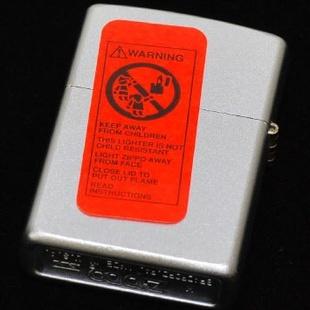 WARNING
KEEP AWAY
FROM CHILDREN
THIS LIGHTER IS NOT
CHILD RESISTANT
LIGHT ZIPPO AWAY
FROM FACE
CLOSE LID TO
PUT OUT FLAME
READ
INSTRUCTIONS
ZIPPO